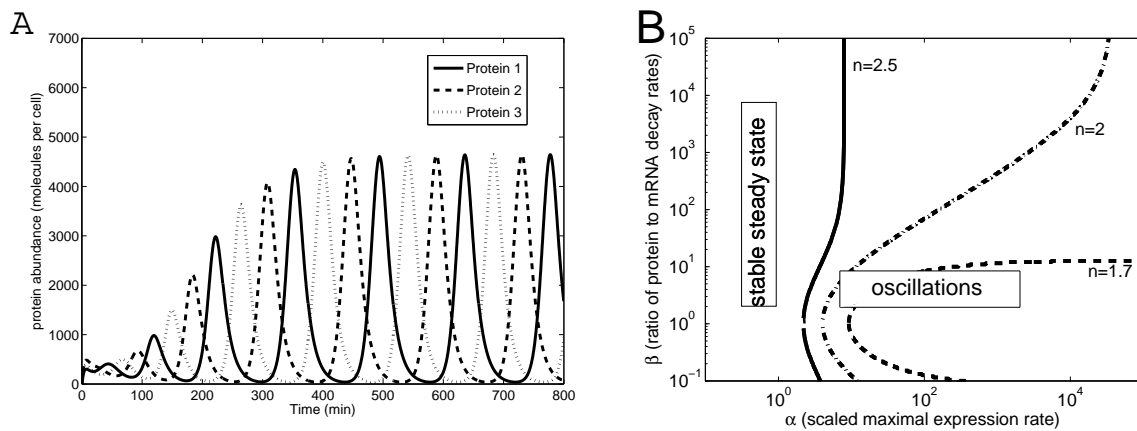 A
7000
6000
5000
4000
3000
2000
1000
0
protein abundance (molecules per cell)
Protein 1
Protein 2
Protein 3
0 100 200 300 400 500 600 700 800
Time (min)
B
10^5
10^4
10^3
10^2
10^1
10^0
10^-1
β (ratio of protein to mRNA decay rates)
n=2.5
n=2
n=1.7
stable steady state
oscillations
10^0 10^2 10^4
α (scaled maximal expression rate)